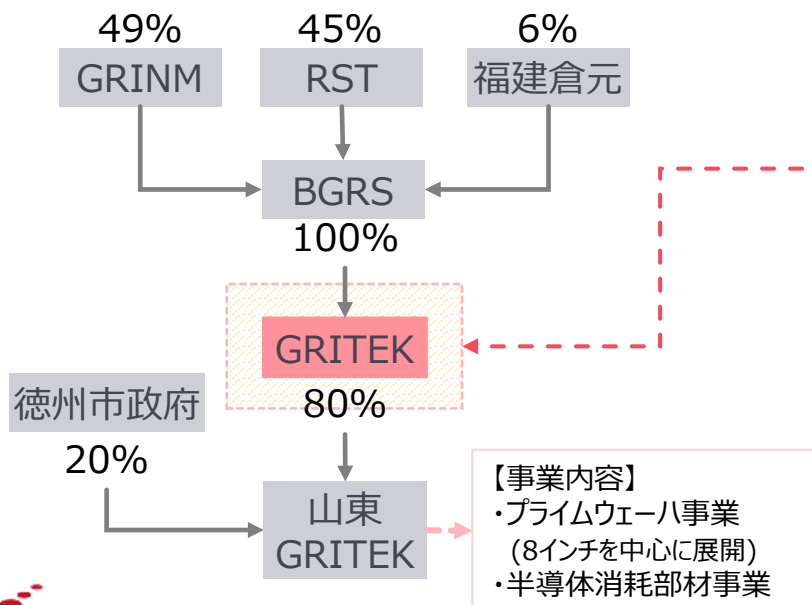 49% 45% 6%
GRINM RST 福建倉元
BGRS
100%
GRITEK
80%
徳州市政府
20%
山東
GRITEK
【事業内容】
・プライムウェーハ事業
(8インチを中心に展開)
・半導体消耗部材事業